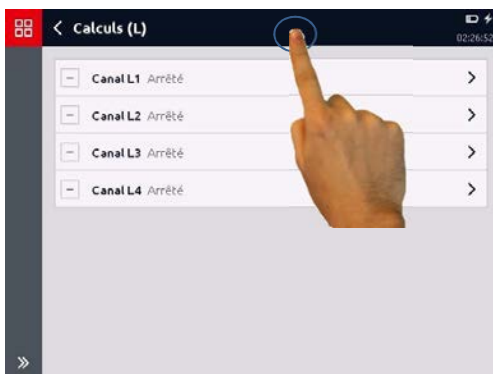 Calculs (L)
02:26:52
Canal L1 Arrêté
Canal L2 Arrêté
Canal L3 Arrêté
Canal L4 Arrêté